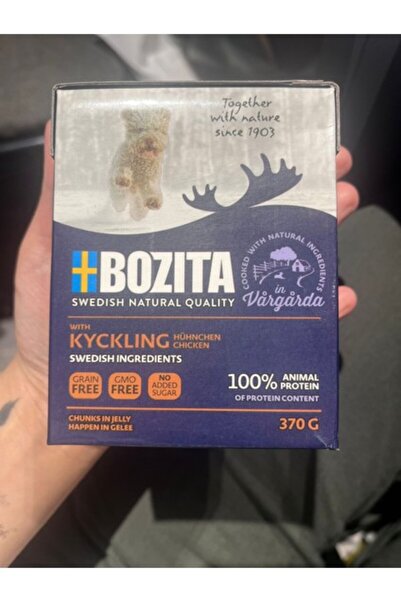 Together
with nature
since 1903
BOZITA
SWEDISH NATURAL QUALITY
COOKED WITH NATURAL INGREDIENTS
in
Vårgårda
WITH
KYCKLING HÜHNCHEN
CHICKEN
SWEDISH INGREDIENTS
GRAIN
FREE
GMO
FREE
NO
ADDED
SUGAR
100% ANIMAL
PROTEIN
OF PROTEIN CONTENT
CHUNKS IN JELLY
HAPPEN IN GELEE
370 G